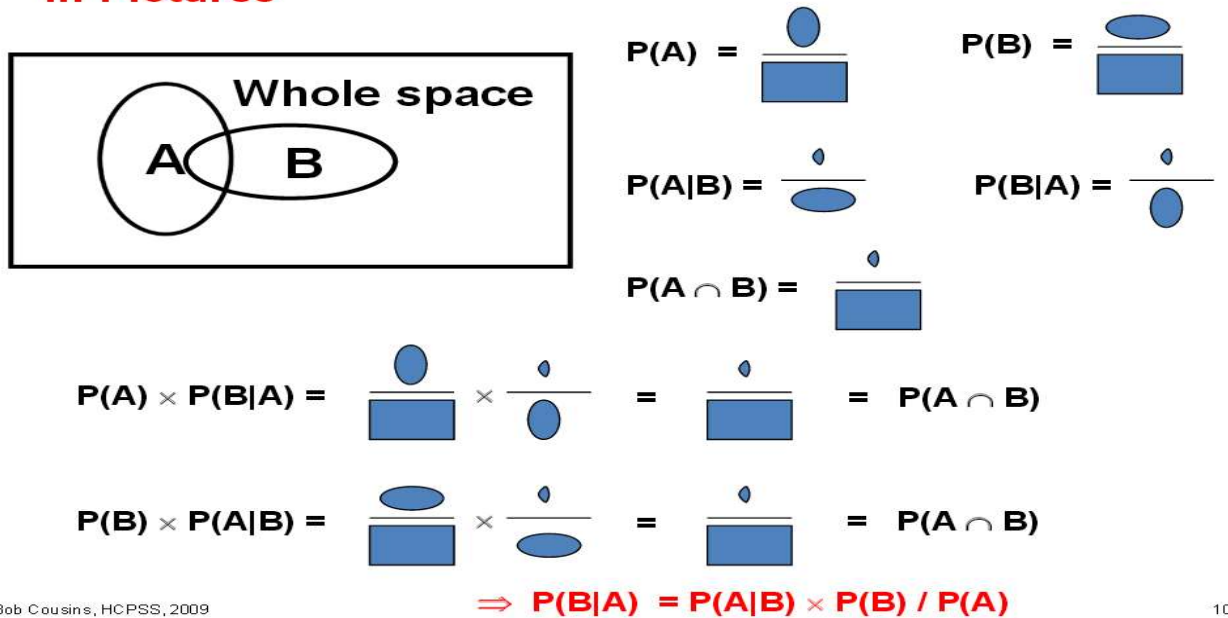 Whole space
A B
P(A) =
P(B) =
P(A|B) =
P(B|A) =
P(A ∩ B) =
P(A) × P(B|A) = × = = P(A ∩ B)
P(B) × P(A|B) = × = = P(A ∩ B)
⇒ P(B|A) = P(A|B) × P(B) / P(A)
Bob Cousins, HCPSS, 2009
10